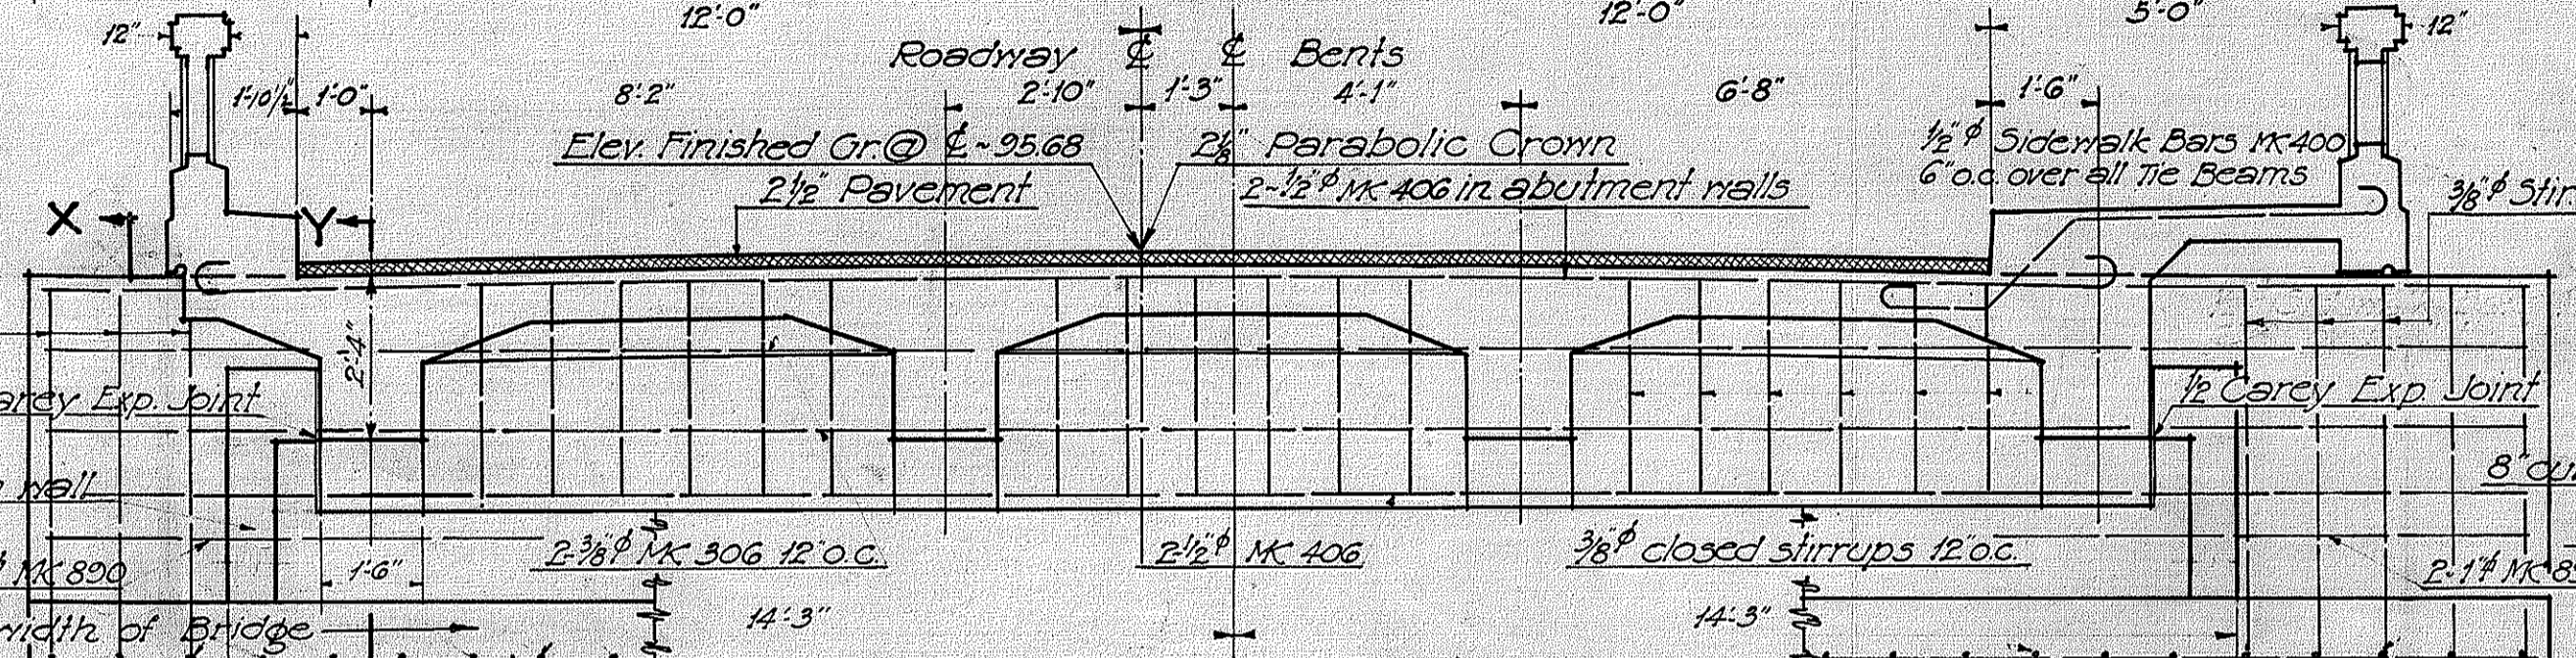 12'-0"
12'-0"
5'-0"
12"
12"
Roadway ℄ ℄ Bents
1'-10½" 1'-0" 8'-2" 2'-10" 1'-3" 4'-1" 6'-8" 1'-6"
Elev. Finished Gr. @ ℄ ~ 95.68
2⅛" Parabolic Crown
½"ϕ Sidewalk Bars MK 400
6" o.c. over all Tie Beams
2½" Pavement
2-½"ϕ MK 406 in abutment walls
3/8"ϕ Stir.
X
Y
2'-4"
Exp. Joint
½ Carey Exp. Joint
wall
8"
MK 890
1'-6"
2-3/8"ϕ MK 306 12" O.C.
2-½"ϕ MK 406
3/8"ϕ closed stirrups 12" o.c.
2-1"ϕ MK
width of Bridge
14'-3"
14'-3"